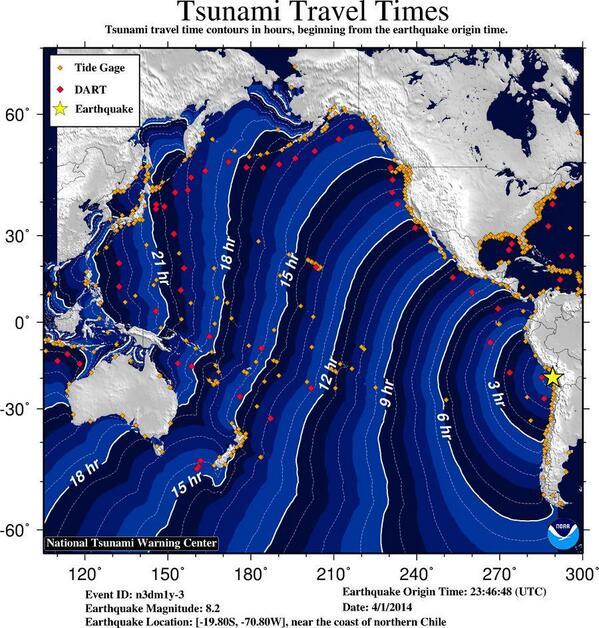 Tsunami Travel Times
Tsunami travel time contours in hours, beginning from the earthquake origin time.
Tide Gage
DART
Earthquake
60°
30°
0°
-30°
-60°
21 hr
18 hr
15 hr
12 hr
9 hr
6 hr
3 hr
18 hr
15 hr
NOAA
National Tsunami Warning Center
120° 150° 180° 210° 240° 270° 300°
Event ID: n3dm1y-3
Earthquake Magnitude: 8.2
Earthquake Location: [-19.80S, -70.80W], near the coast of northern Chile
Earthquake Origin Time: 23:46:48 (UTC)
Date: 4/1/2014